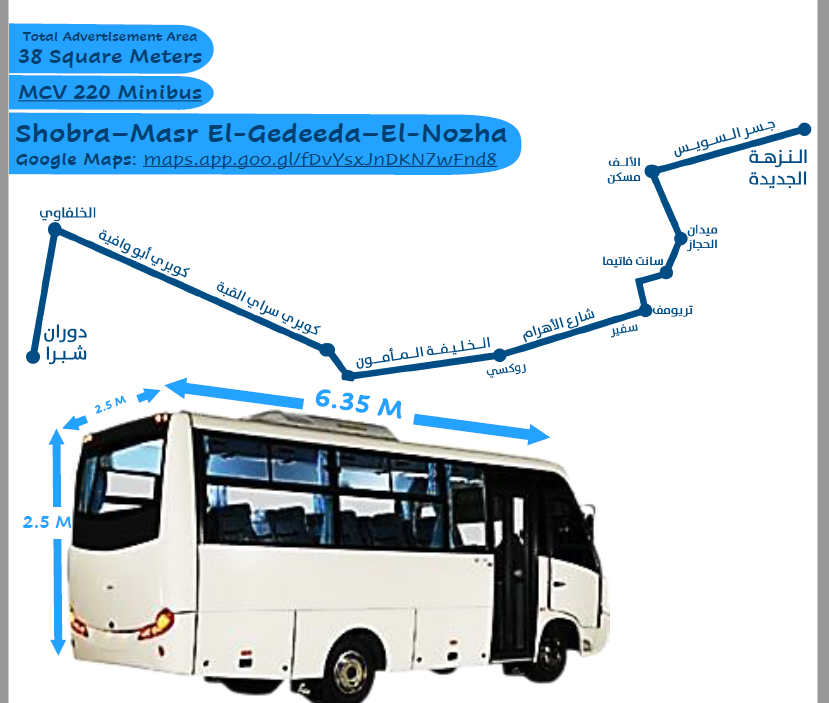 Total Advertisement Area
38 Square Meters
MCV 220 Minibus
Shobra–Masr El-Gedeeda–El-Nozha
Google Maps: maps.app.goo.gl/fDvYsxJnDKN7wFnd8
جسر السويس
النزهة
الجديدة
الألف
مسكن
ميدان
الحجاز
سانت فاتيما
تريومف
سفير
شارع الأهرام
روكسي
الخليفة المأمون
كوبري سراي القبة
كوبري أبو وافية
الخلفاوي
دوران
شبرا
2.5 M
6.35 M
2.5 M